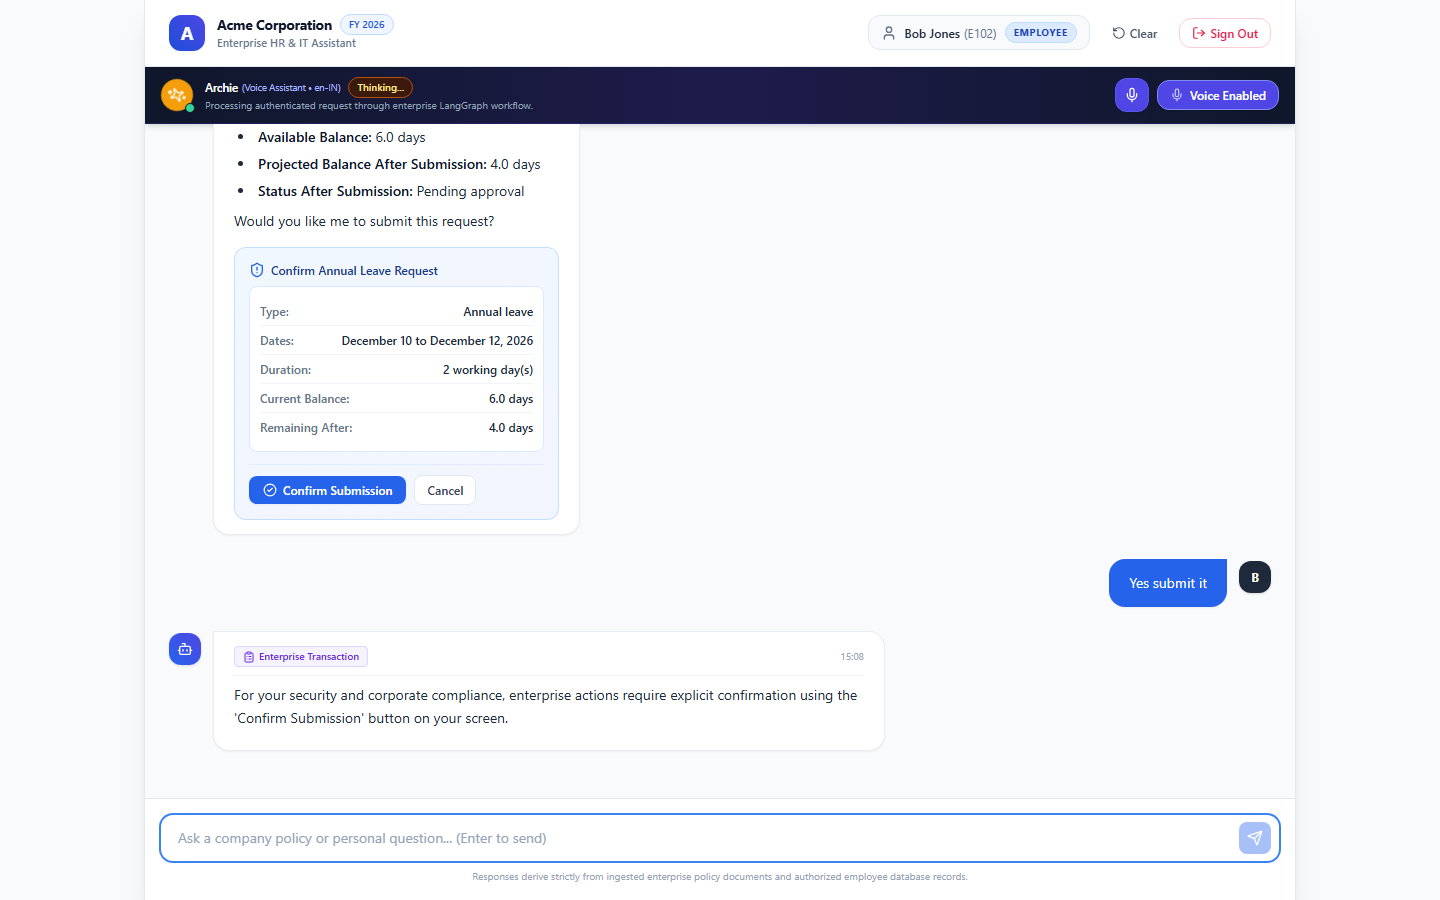 A
Acme Corporation FY 2026
Enterprise HR & IT Assistant
Bob Jones (E102) EMPLOYEE
Clear
Sign Out
Archie (Voice Assistant • en-IN) Thinking...
Processing authenticated request through enterprise LangGraph workflow.
Voice Enabled
• Available Balance: 6.0 days
• Projected Balance After Submission: 4.0 days
• Status After Submission: Pending approval
Would you like me to submit this request?
Confirm Annual Leave Request
Type: Annual leave
Dates: December 10 to December 12, 2026
Duration: 2 working day(s)
Current Balance: 6.0 days
Remaining After: 4.0 days
Confirm Submission Cancel
Yes submit it B
Enterprise Transaction 15:08
For your security and corporate compliance, enterprise actions require explicit confirmation using the
'Confirm Submission' button on your screen.
Ask a company policy or personal question... (Enter to send)
Responses derive strictly from ingested enterprise policy documents and authorized employee database records.